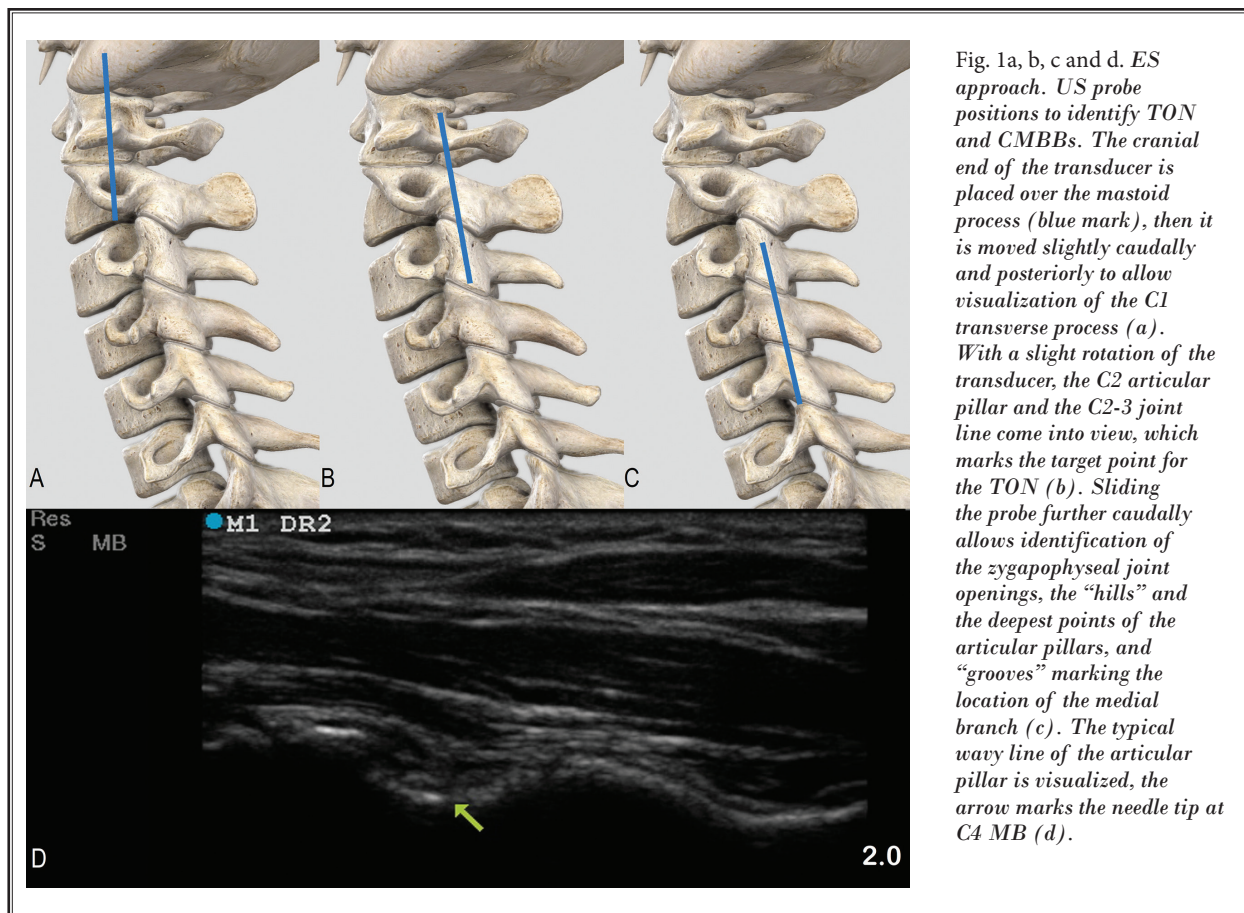 A
B
C
Res
S MB
M1 DR2
D
2.0
Fig. 1a, b, c and d. ES
approach. US probe
positions to identify TON
and CMBBs. The cranial
end of the transducer is
placed over the mastoid
process (blue mark), then it
is moved slightly caudally
and posteriorly to allow
visualization of the C1
transverse process (a).
With a slight rotation of the
transducer, the C2 articular
pillar and the C2-3 joint
line come into view, which
marks the target point for
the TON (b). Sliding
the probe further caudally
allows identification of
the zygapophyseal joint
openings, the “hills” and
the deepest points of the
articular pillars, and
“grooves” marking the
location of the medial
branch (c). The typical
wavy line of the articular
pillar is visualized, the
arrow marks the needle tip at
C4 MB (d).